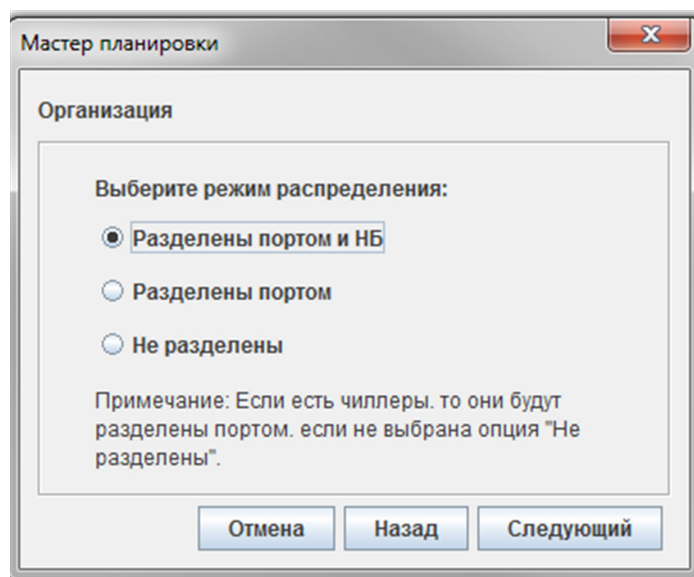 Мастер планировки
Организация
Выберите режим распределения:
Разделены портом и НБ
Разделены портом
Не разделены
Примечание: Если есть чиллеры. то они будут
разделены портом. если не выбрана опция "Не
разделены".
Отмена
Назад
Следующий